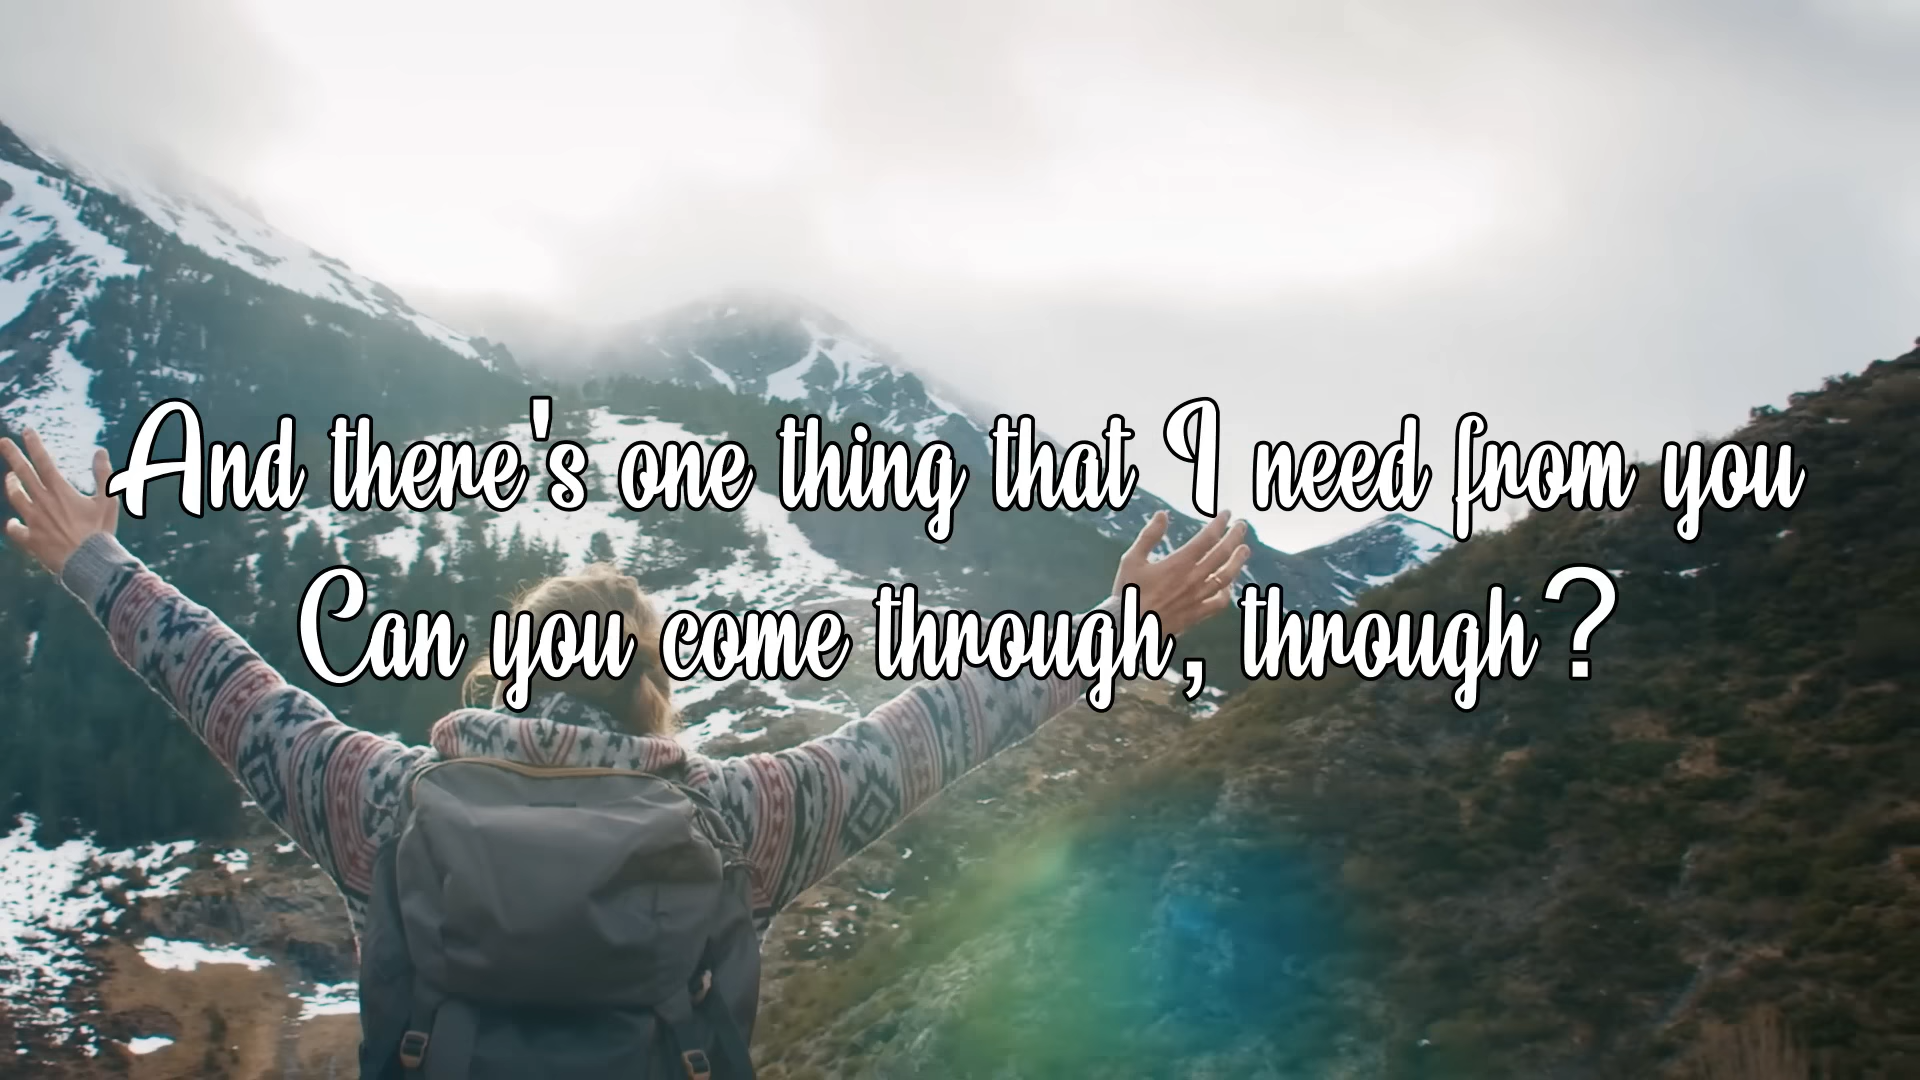 And there's one thing that I need from you
Can you come through, through?